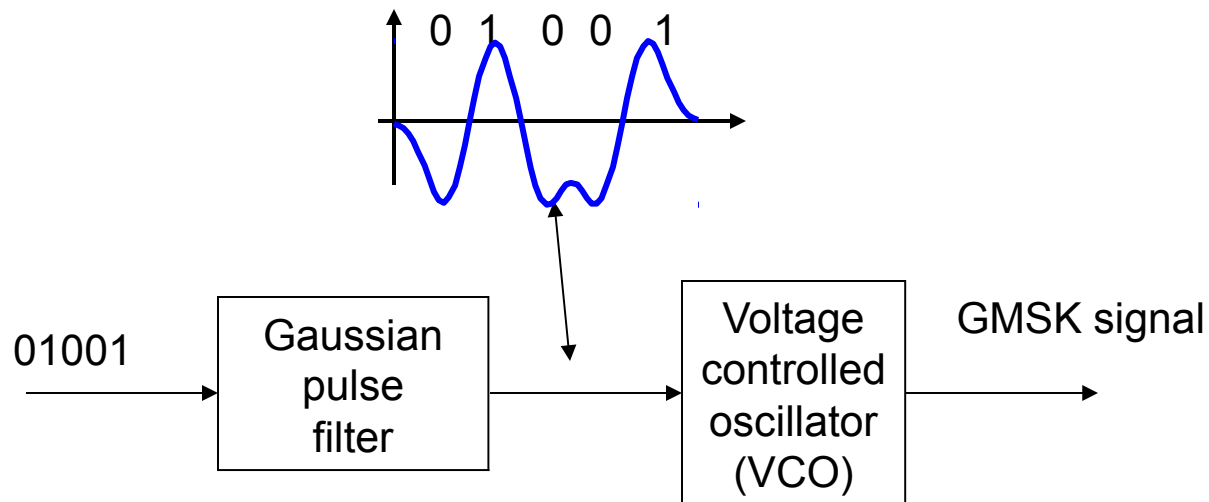 0 1 0 0 1
01001
Gaussian
pulse
filter
Voltage
controlled
oscillator
(VCO)
GMSK signal